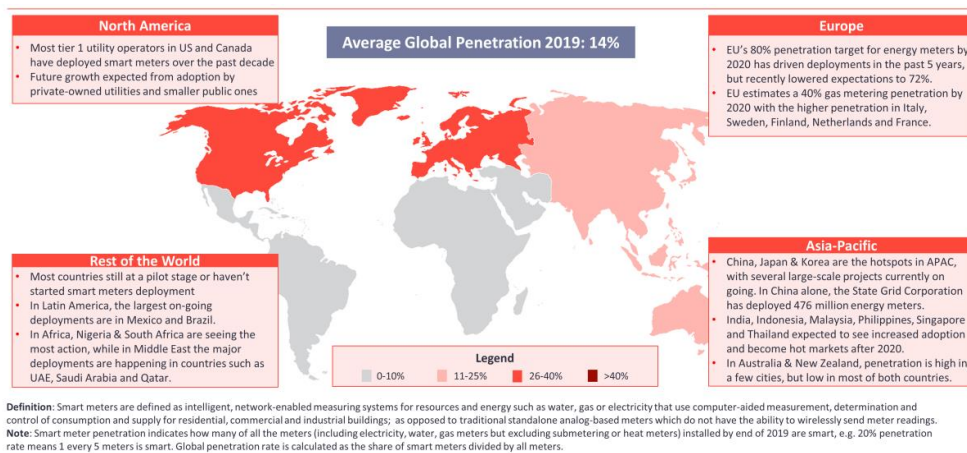 North America
• Most tier 1 utility operators in US and Canada
have deployed smart meters over the past decade
• Future growth expected from adoption by
private-owned utilities and smaller public ones
Average Global Penetration 2019: 14%
Europe
• EU's 80% penetration target for energy meters by
2020 has driven deployments in the past 5 years,
but recently lowered expectations to 72%.
• EU estimates a 40% gas metering penetration by
2020 with the higher penetration in Italy,
Sweden, Finland, Netherlands and France.
Rest of the World
• Most countries still at a pilot stage or haven't
started smart meters deployment
• In Latin America, the largest on-going
deployments are in Mexico and Brazil.
• In Africa, Nigeria & South Africa are seeing the
most action, while in Middle East the major
deployments are happening in countries such as
UAE, Saudi Arabia and Qatar.
Asia-Pacific
• China, Japan & Korea are the hotspots in APAC,
with several large-scale projects currently on
going. In China alone, the State Grid Corporation
has deployed 476 million energy meters.
• India, Indonesia, Malaysia, Philippines, Singapore
and Thailand expected to see increased adoption
and become hot markets after 2020.
• In Australia & New Zealand, penetration is high in
a few cities, but low in most of both countries.
Legend
0-10% 11-25% 26-40% >40%
Definition: Smart meters are defined as intelligent, network-enabled measuring systems for resources and energy such as water, gas or electricity that use computer-aided measurement, determination and
control of consumption and supply for residential, commercial and industrial buildings; as opposed to traditional standalone analog-based meters which do not have the ability to wirelessly send meter readings.
Note: Smart meter penetration indicates how many of all the meters (including electricity, water, gas meters but excluding submetering or heat meters) installed by end of 2019 are smart, e.g. 20% penetration
rate means 1 every 5 meters is smart. Global penetration rate is calculated as the share of smart meters divided by all meters.